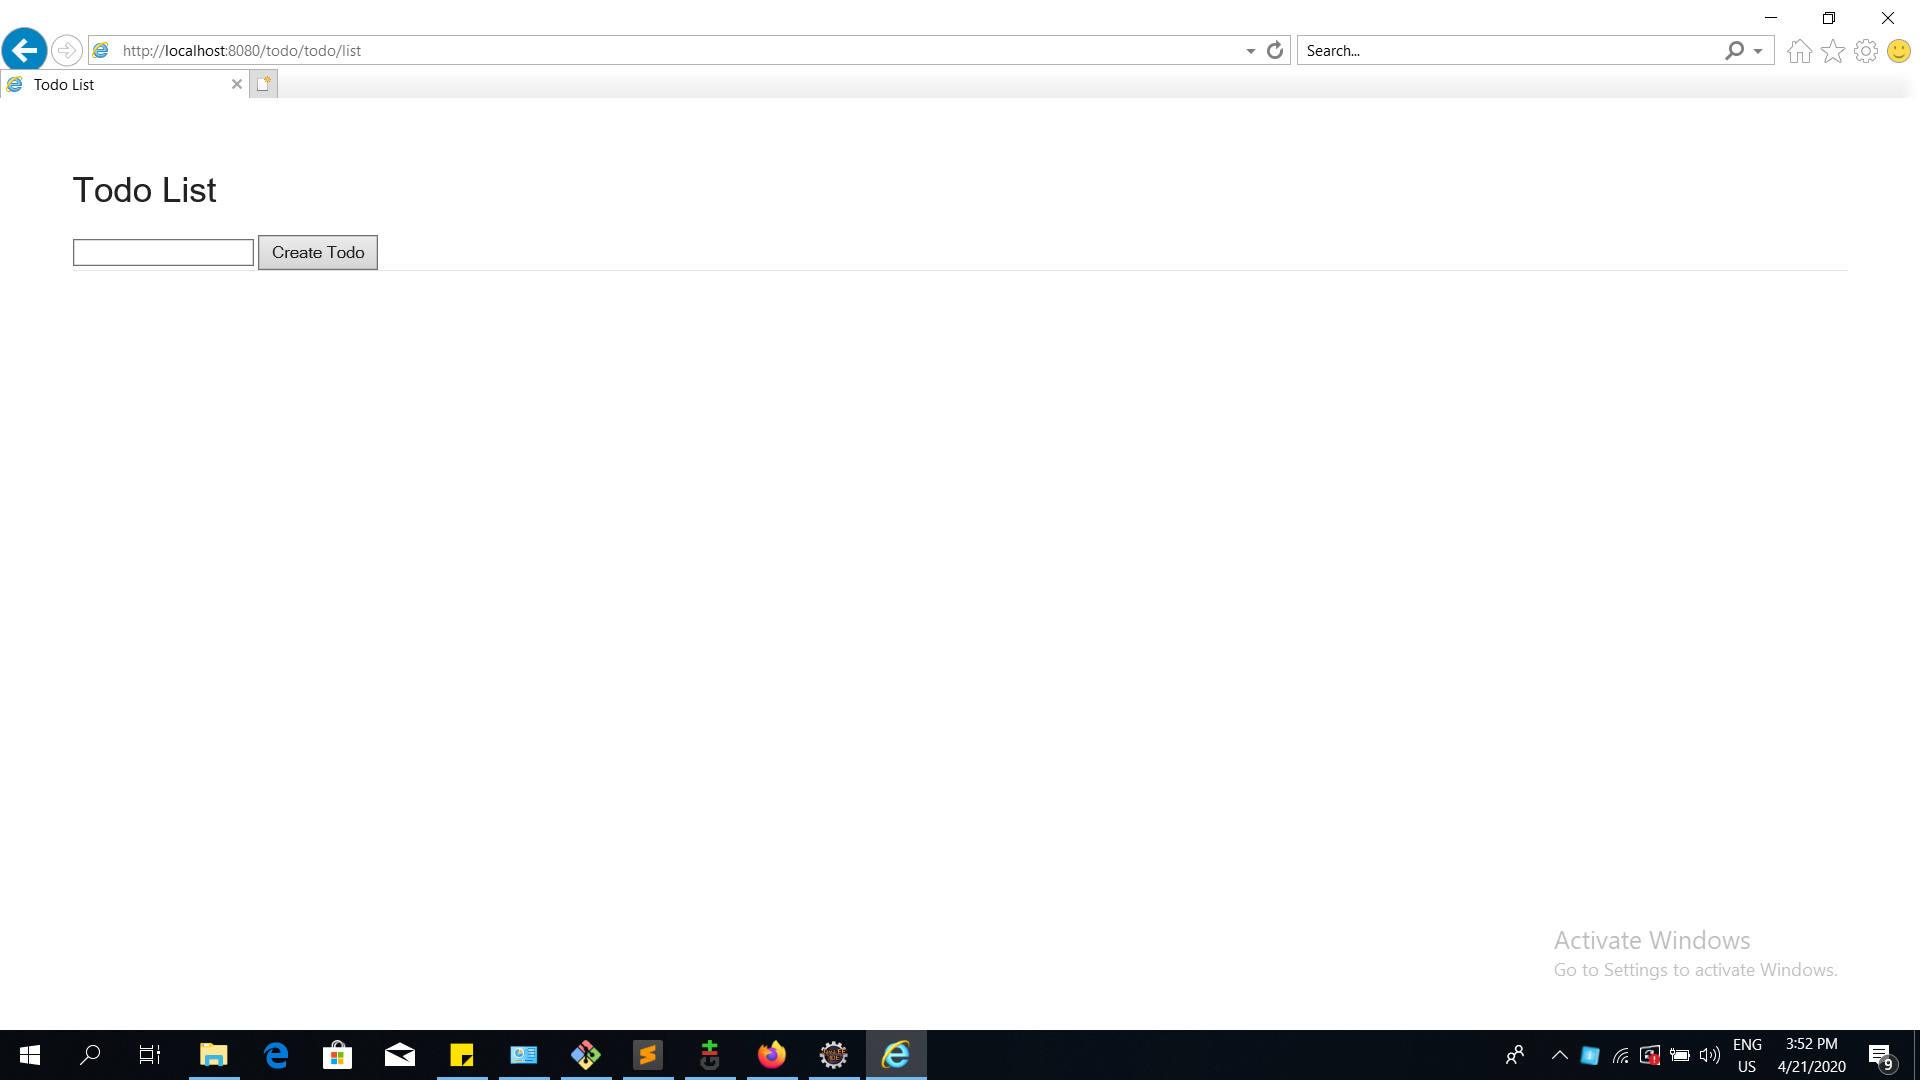 http://localhost:8080/todo/todo/list
Search...
Todo List
Todo List
Create Todo
Activate Windows
Go to Settings to activate Windows.
ENG
US
3:52 PM
4/21/2020
9